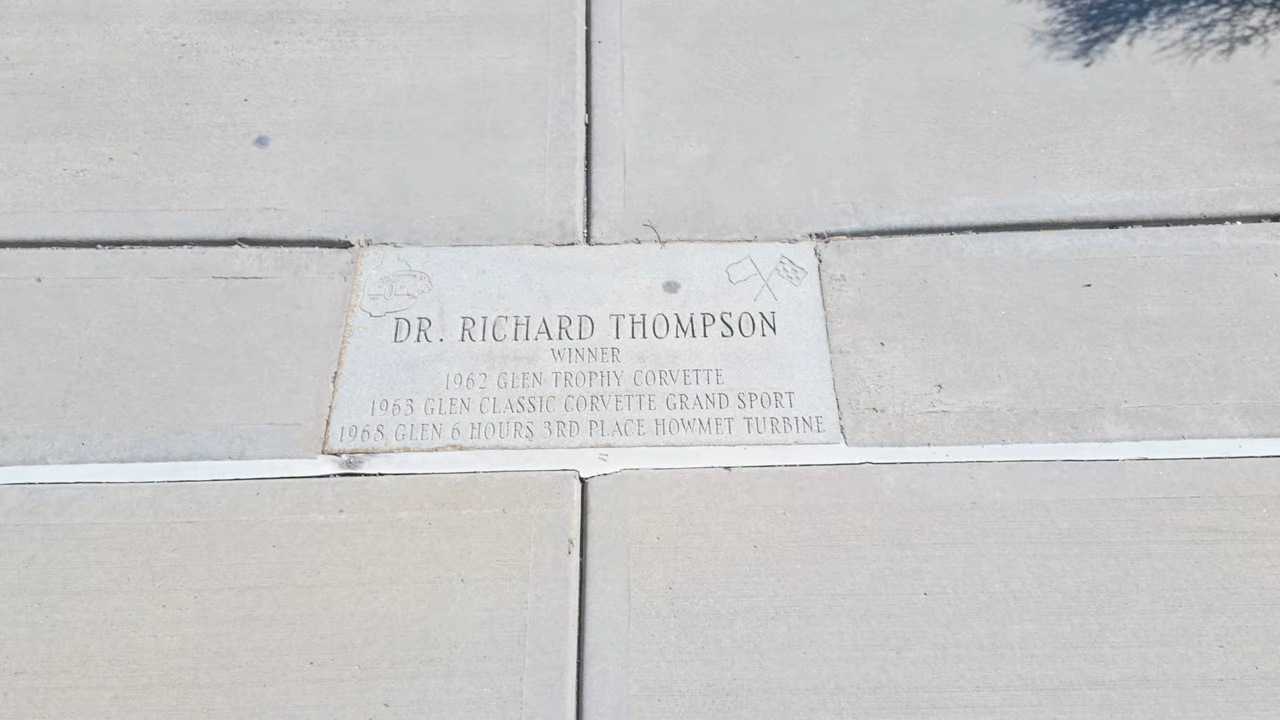 DR. RICHARD THOMPSON
WINNER
1962 GLEN TROPHY CORVETTE
1963 GLEN CLASSIC CORVETTE GRAND SPORT
1968 GLEN 6 HOURS 3RD PLACE HOWMET TURBINE